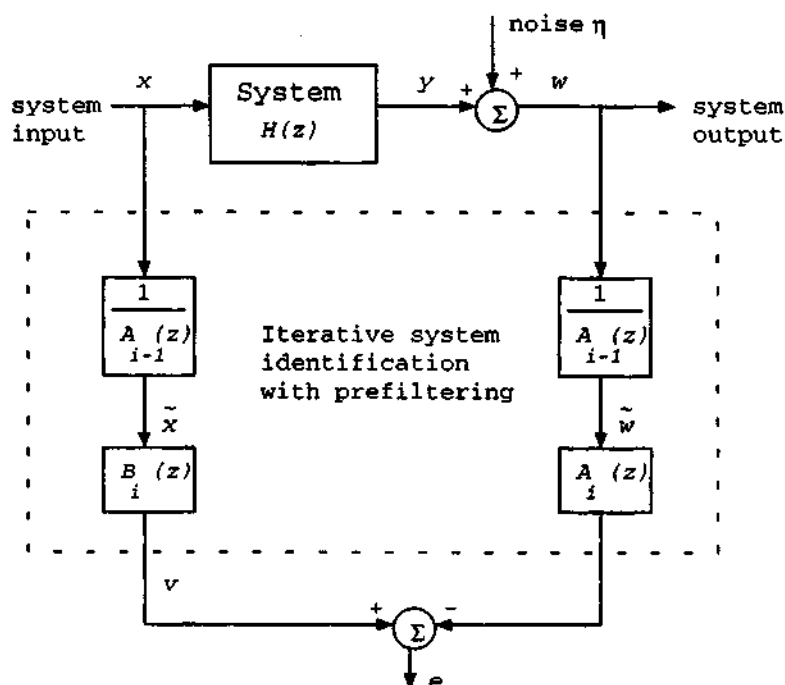 noise η
x
System
H(z)
y
+
+
w
Σ
system
input
system
output
1
A (z)
i-1
1
A (z)
i-1
Iterative system
identification
with prefiltering
x̃
w̃
B (z)
i
A (z)
i
v
+
-
Σ
e